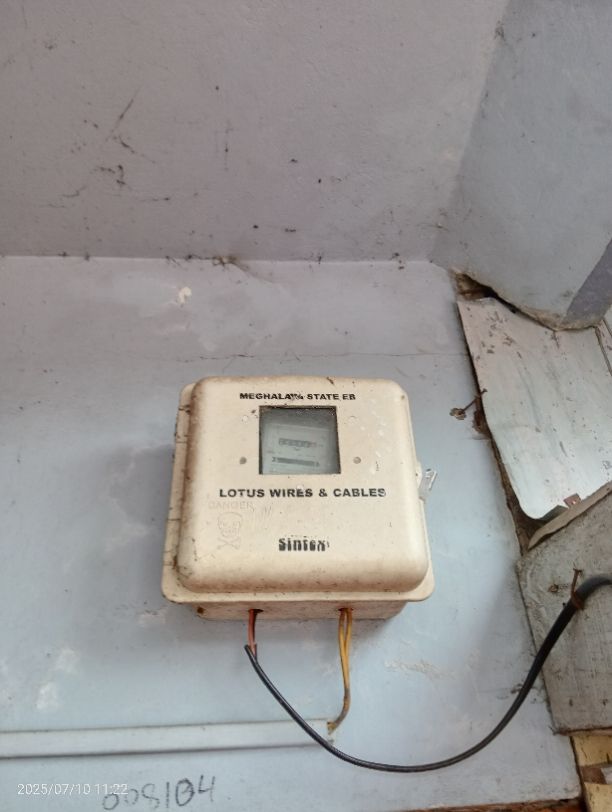 MEGHALAYA STATE EB
LOTUS WIRES & CABLES
DANGER
Sintex
2025/07/10 11:22
008104